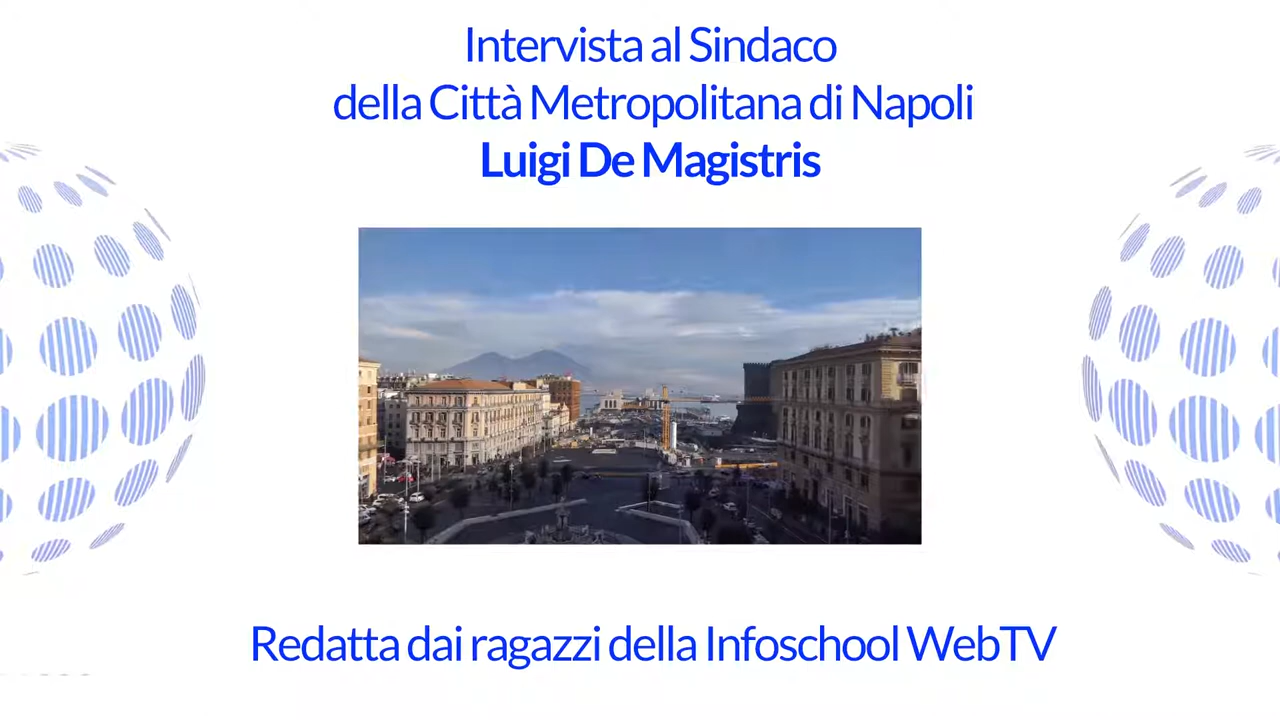 Intervista al Sindaco
della Città Metropolitana di Napoli
Luigi De Magistris
Redatta dai ragazzi della Infoschool WebTV